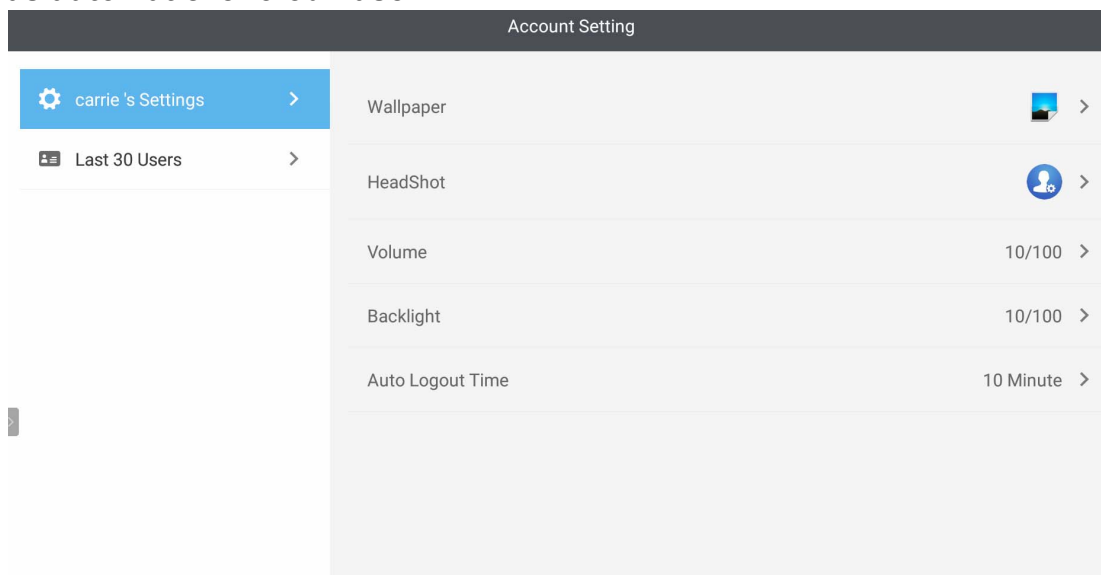 Account Setting
carrie 's Settings
Last 30 Users
Wallpaper
HeadShot
Volume 10/100
Backlight 10/100
Auto Logout Time 10 Minute